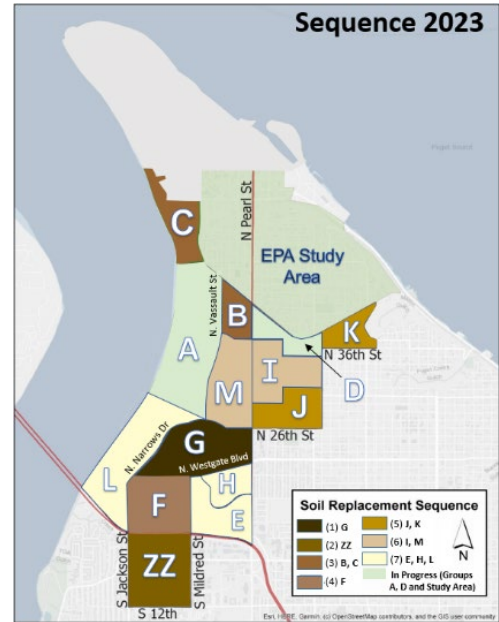 Sequence 2023
Puget Sound
C
N Pearl St
EPA Study
Area
N. Vassault St
B
K
A
N 36th St
I
D
M
J
N 26th St
N. Narrows Dr
G
N. Westgate Blvd
L
H
F
E
S Jackson St
ZZ
S Mildred St
S 12th
Soil Replacement Sequence
(1) G
(2) ZZ
(3) B, C
(4) F
(5) J, K
(6) I, M
(7) E, H, L
In Progress (Groups
A, D and Study Area)
N
Esri, HERE, Garmin, (c) OpenStreetMap contributors, and the GIS user community